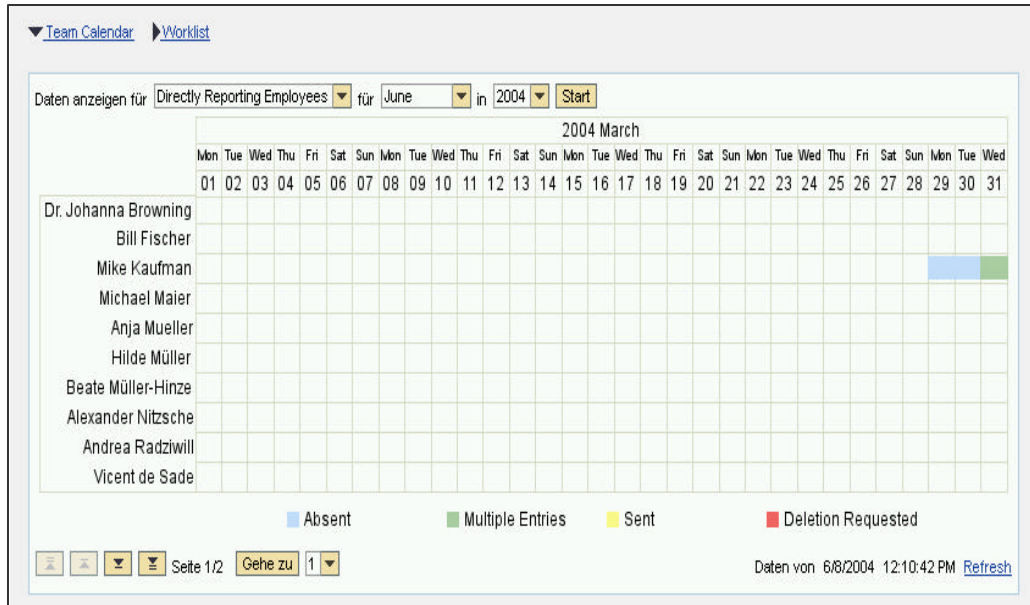 Team Calendar Worklist
Daten anzeigen für Directly Reporting Employees für June in 2004 Start
2004 March
Mon Tue Wed Thu Fri Sat Sun Mon Tue Wed Thu Fri Sat Sun Mon Tue Wed Thu Fri Sat Sun Mon Tue Wed Thu Fri Sat Sun Mon Tue Wed
01 02 03 04 05 06 07 08 09 10 11 12 13 14 15 16 17 18 19 20 21 22 23 24 25 26 27 28 29 30 31
Dr. Johanna Browning
Bill Fischer
Mike Kaufman
Michael Maier
Anja Mueller
Hilde Müller
Beate Müller-Hinze
Alexander Nitzsche
Andrea Radziwill
Vicent de Sade
Absent Multiple Entries Sent Deletion Requested
Seite 1/2 Gehe zu 1 Daten von 6/8/2004 12:10:42 PM Refresh